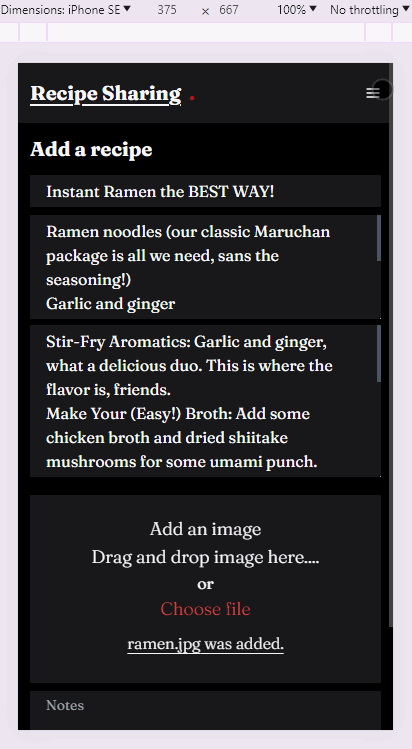 Dimensions: iPhone SE ▼ 375 × 667 100% ▼ No throttling ▼
Recipe Sharing .
Add a recipe
Instant Ramen the BEST WAY!
Ramen noodles (our classic Maruchan
package is all we need, sans the
seasoning!)
Garlic and ginger
Stir-Fry Aromatics: Garlic and ginger,
what a delicious duo. This is where the
flavor is, friends.
Make Your (Easy!) Broth: Add some
chicken broth and dried shiitake
mushrooms for some umami punch.
Add an image
Drag and drop image here....
or
Choose file
ramen.jpg was added.
Notes